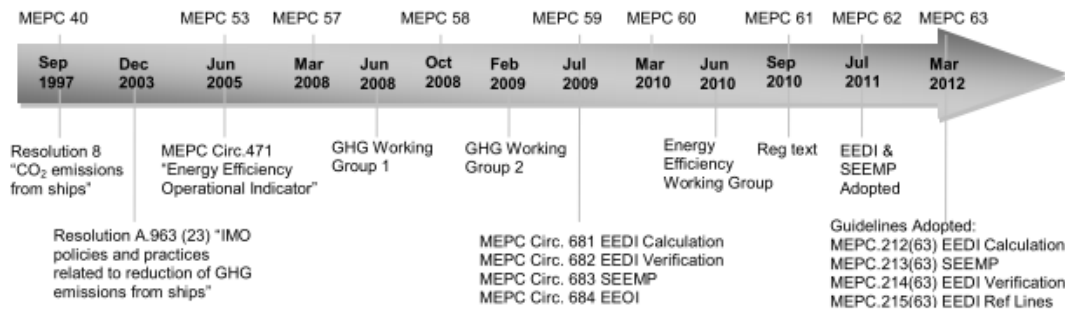 MEPC 40 MEPC 53 MEPC 57 MEPC 58 MEPC 59 MEPC 60 MEPC 61 MEPC 62 MEPC 63
Sep 1997
Dec 2003
Jun 2005
Mar 2008
Jun 2008
Oct 2008
Feb 2009
Jul 2009
Mar 2010
Jun 2010
Sep 2010
Jul 2011
Mar 2012
Resolution 8
“CO₂ emissions
from ships”
MEPC Circ.471
“Energy Efficiency
Operational Indicator”
GHG Working
Group 1
GHG Working
Group 2
Energy
Efficiency
Working Group
Reg text
EEDI &
SEEMP
Adopted
Resolution A.963 (23) “IMO
policies and practices
related to reduction of GHG
emissions from ships”
MEPC Circ. 681 EEDI Calculation
MEPC Circ. 682 EEDI Verification
MEPC Circ. 683 SEEMP
MEPC Circ. 684 EEOI
Guidelines Adopted:
MEPC.212(63) EEDI Calculation
MEPC.213(63) SEEMP
MEPC.214(63) EEDI Verification
MEPC.215(63) EEDI Ref Lines